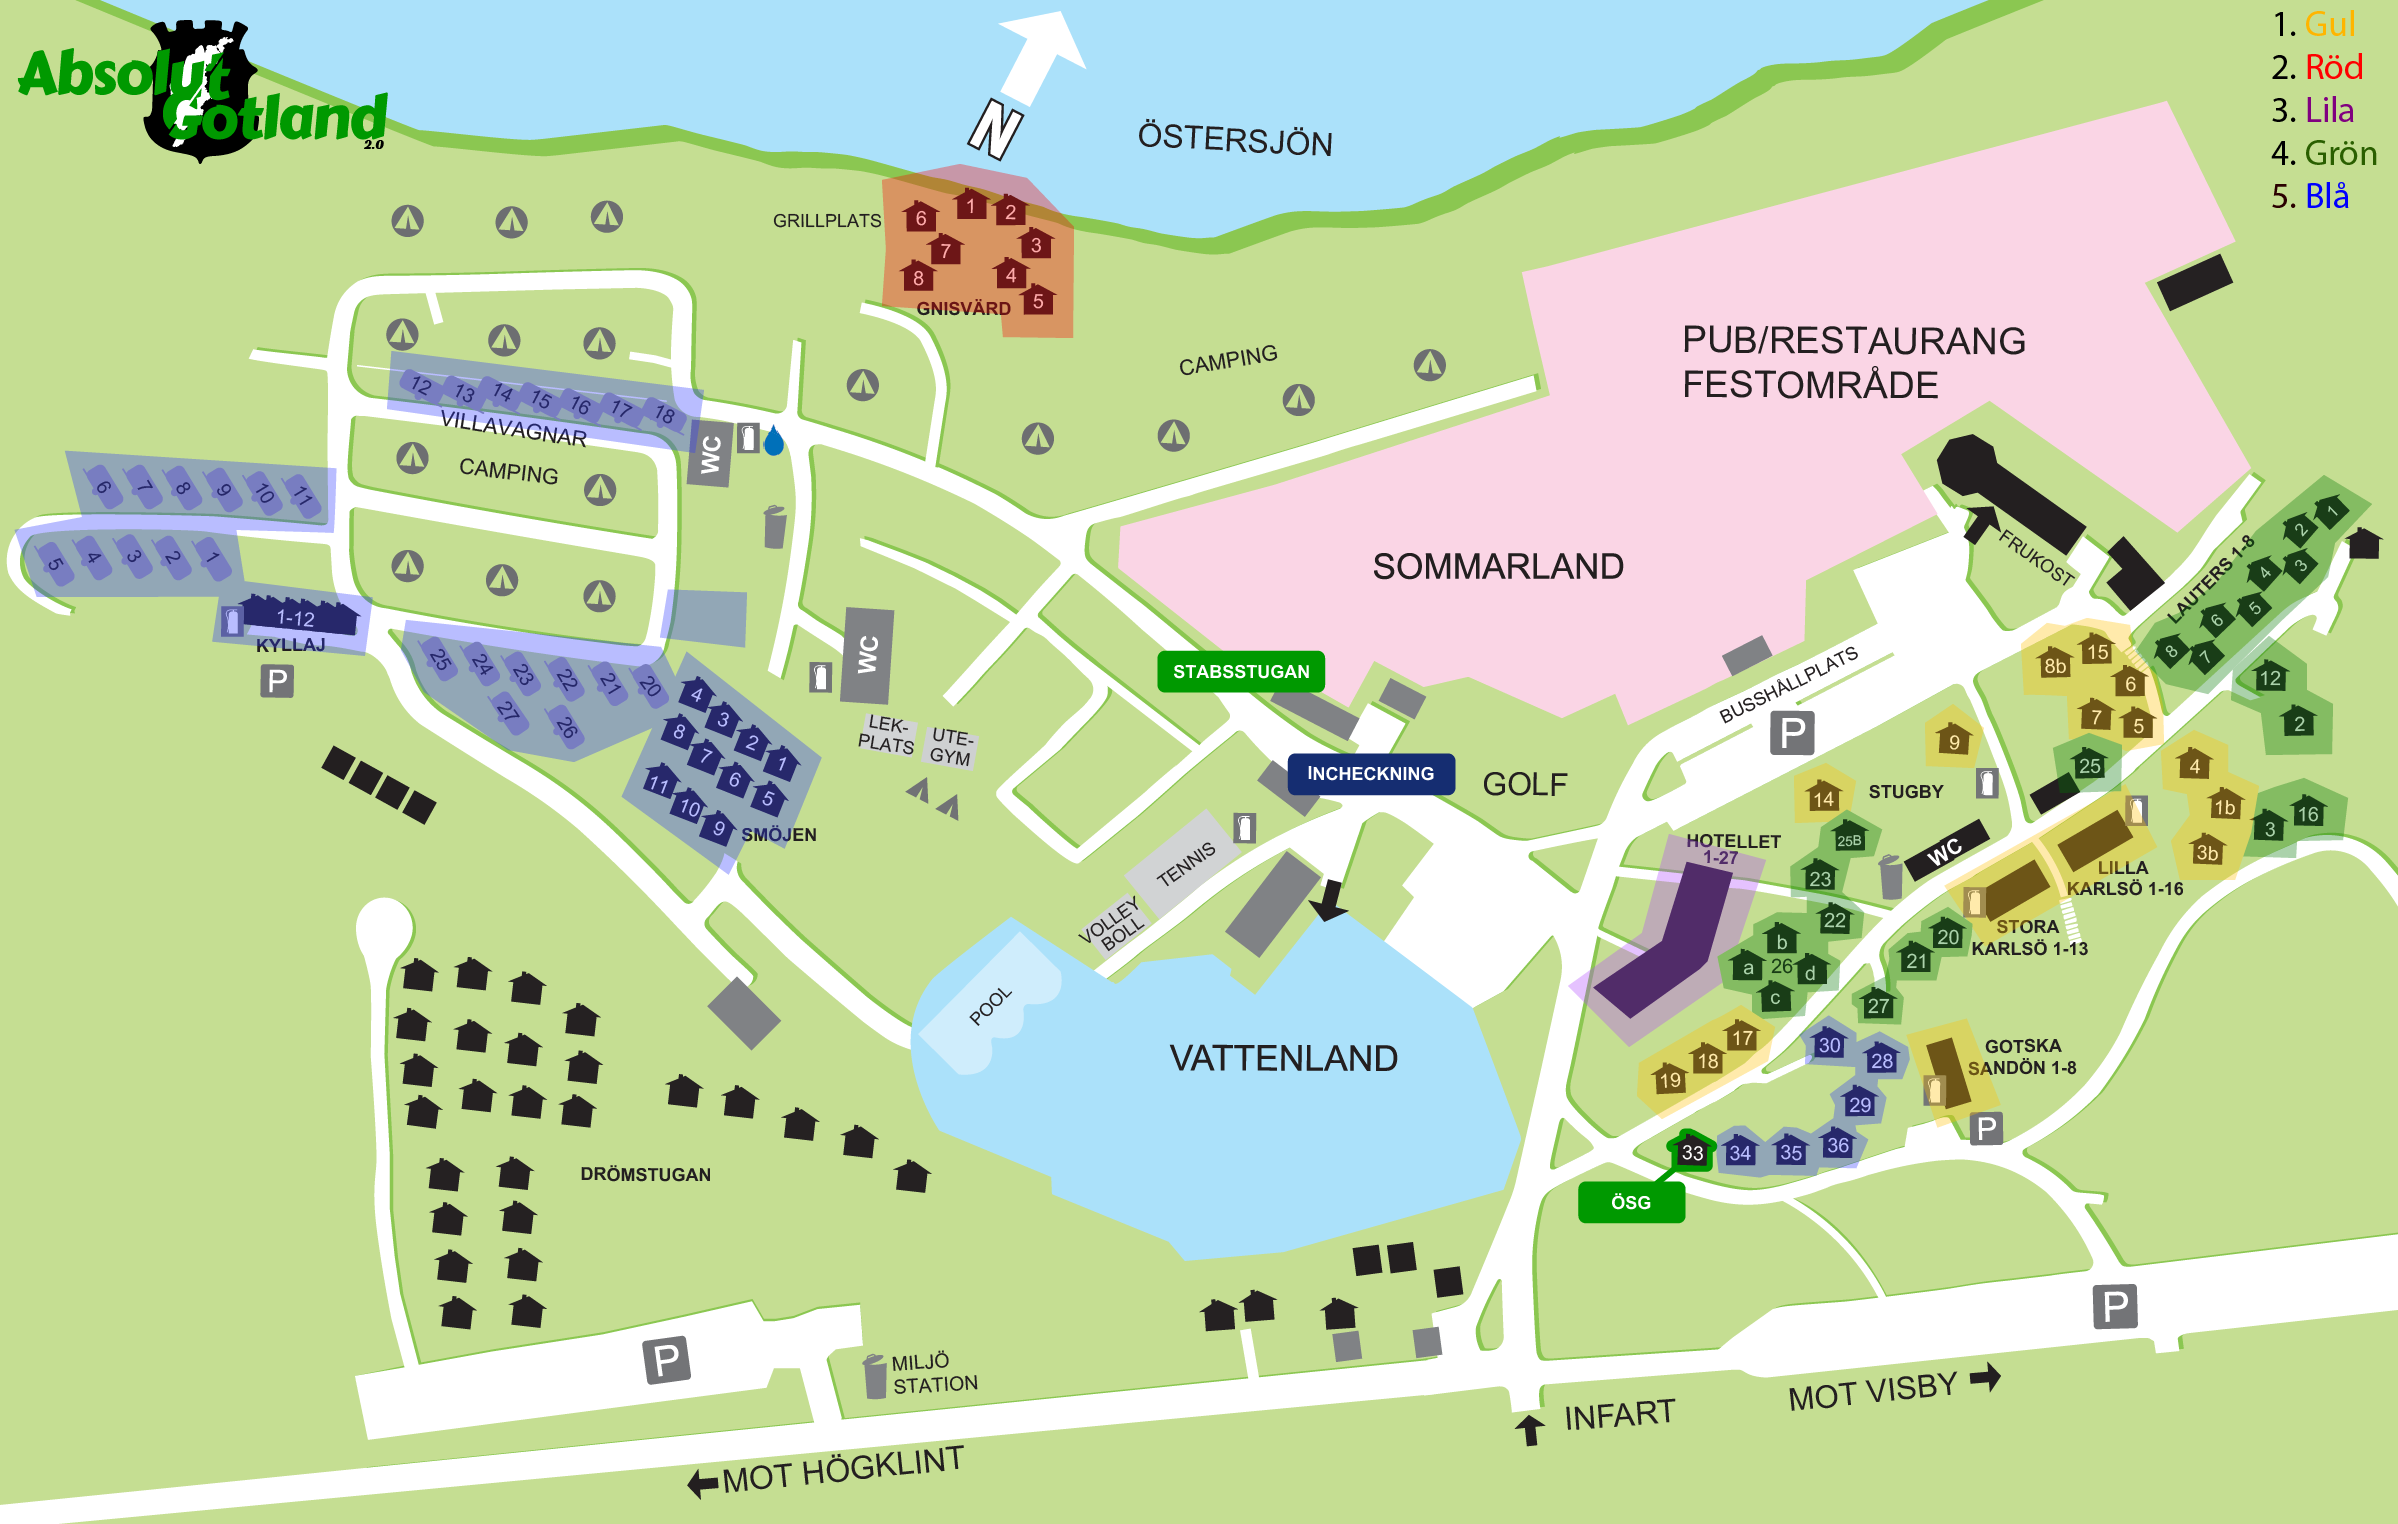 Absolut
Gotland
2.0
N
ÖSTERSJÖN
1. Gul
2. Röd
3. Lila
4. Grön
5. Blå
GRILLPLATS
6
1
2
7
3
8
4
5
GNISVÄRD
CAMPING
PUB/RESTAURANG
FESTOMRÅDE
12
13
14
15
16
17
18
VILLAVAGNAR
WC
CAMPING
6
7
8
9
10
11
5
4
3
2
1
1-12
KYLLAJ
P
25
24
23
22
21
20
27
26
4
3
2
1
8
7
6
5
11
10
9
SMÖJEN
WC
LEK-
PLATS
UTE-
GYM
SOMMARLAND
STABSSTUGAN
INCHECKNING
GOLF
TENNIS
VOLLEY
BOLL
POOL
VATTENLAND
BUSSHÅLLPLATS
P
FRUKOST
LAUTERS 1-8
1
2
3
4
5
6
7
8
8b
15
6
7
5
12
2
9
25
4
14
STUGBY
1b
16
3
3b
25B
HOTELLET
1-27
WC
23
LILLA
KARLSÖ 1-16
22
STORA
KARLSÖ 1-13
20
21
b
a
26
d
c
27
17
18
19
30
28
29
GOTSKA
SANDÖN 1-8
P
33
34
35
36
ÖSG
DRÖMSTUGAN
P
MILJÖ
STATION
P
INFART
MOT VISBY
MOT HÖGKLINT